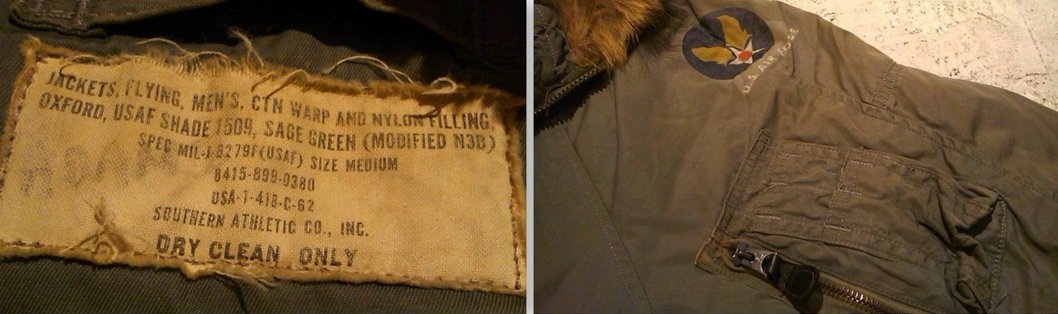 JACKETS, FLYING, MEN'S, CTN WARP AND NYLON FILLING,
OXFORD, USAF SHADE 1509, SAGE GREEN (MODIFIED N3B)
SPEC MIL-J-6279F(USAF) SIZE MEDIUM
8415-899-0380
USA-T-418-C-62
SOUTHERN ATHLETIC CO., INC.
DRY CLEAN ONLY
U.S. AIR FORCE